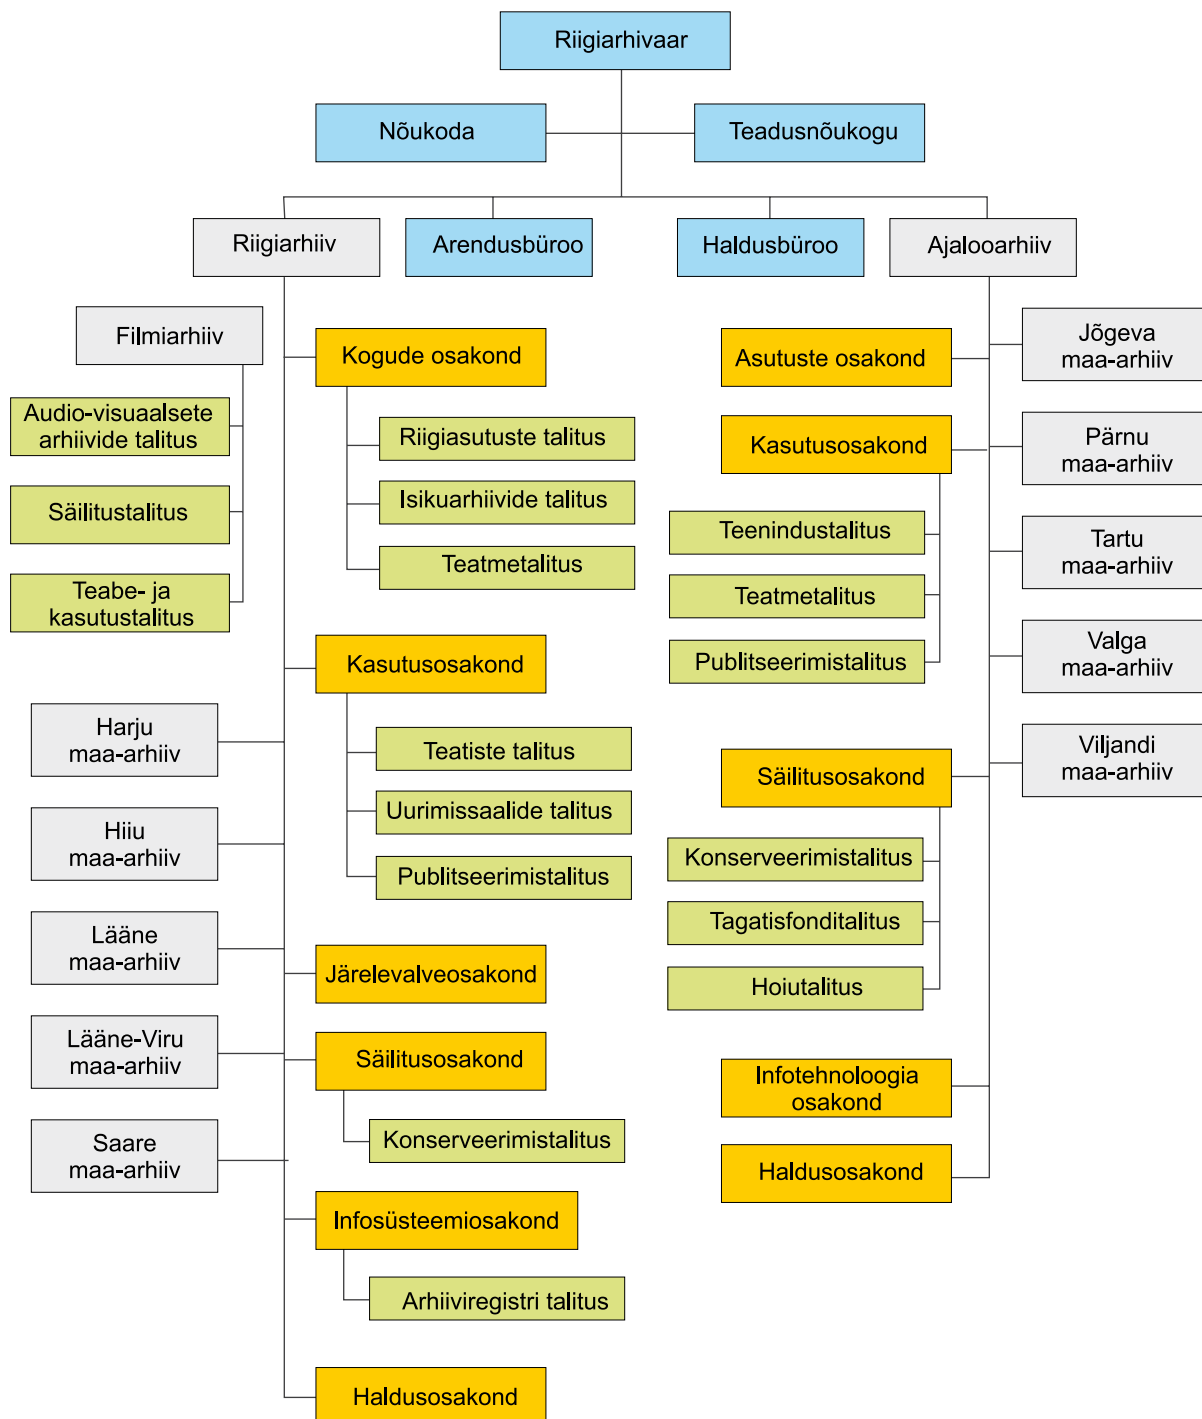 Riigiarhivaar
Nõukoda
Teadusnõukogu
Riigiarhiiv
Arendusbüroo
Haldusbüroo
Ajalooarhiiv
Filmiarhiiv
Audio-visuaalsete
arhiivide talitus
Säilitustalitus
Teabe- ja
kasutustalitus
Harju
maa-arhiiv
Hiiu
maa-arhiiv
Lääne
maa-arhiiv
Lääne-Viru
maa-arhiiv
Saare
maa-arhiiv
Kogude osakond
Riigiasutuste talitus
Isikuarhiivide talitus
Teatmetalitus
Kasutusosakond
Teatiste talitus
Uurimissaalide talitus
Publitseerimistalitus
Järelevalveosakond
Säilitusosakond
Konserveerimistalitus
Infosüsteemiosakond
Arhiiviregistri talitus
Haldusosakond
Asutuste osakond
Kasutusosakond
Teenindustalitus
Teatmetalitus
Publitseerimistalitus
Säilitusosakond
Konserveerimistalitus
Tagatisfonditalitus
Hoiutalitus
Infotehnoloogia
osakond
Haldusosakond
Jõgeva
maa-arhiiv
Pärnu
maa-arhiiv
Tartu
maa-arhiiv
Valga
maa-arhiiv
Viljandi
maa-arhiiv